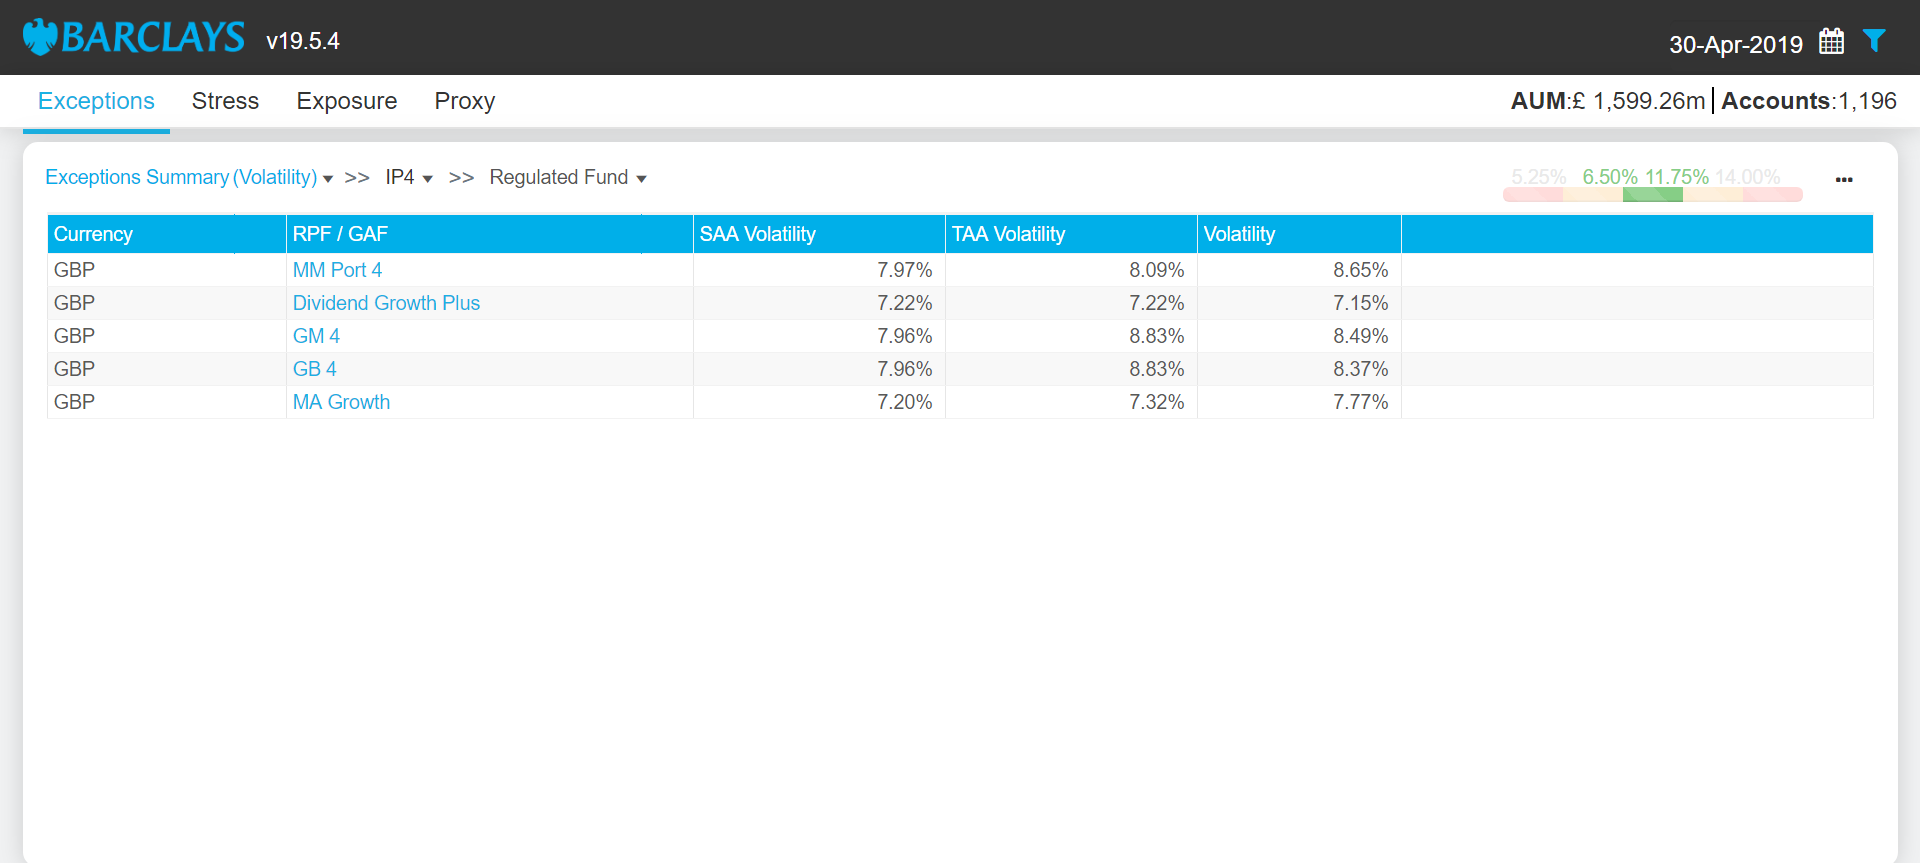 BARCLAYS v19.5.4 30-Apr-2019
Exceptions Stress Exposure Proxy AUM:£ 1,599.26m | Accounts:1,196
Exceptions Summary (Volatility) >> IP4 >> Regulated Fund 5.25% 6.50% 11.75% 14.00% ...
Currency RPF / GAF SAA Volatility TAA Volatility Volatility
GBP MM Port 4 7.97% 8.09% 8.65%
GBP Dividend Growth Plus 7.22% 7.22% 7.15%
GBP GM 4 7.96% 8.83% 8.49%
GBP GB 4 7.96% 8.83% 8.37%
GBP MA Growth 7.20% 7.32% 7.77%